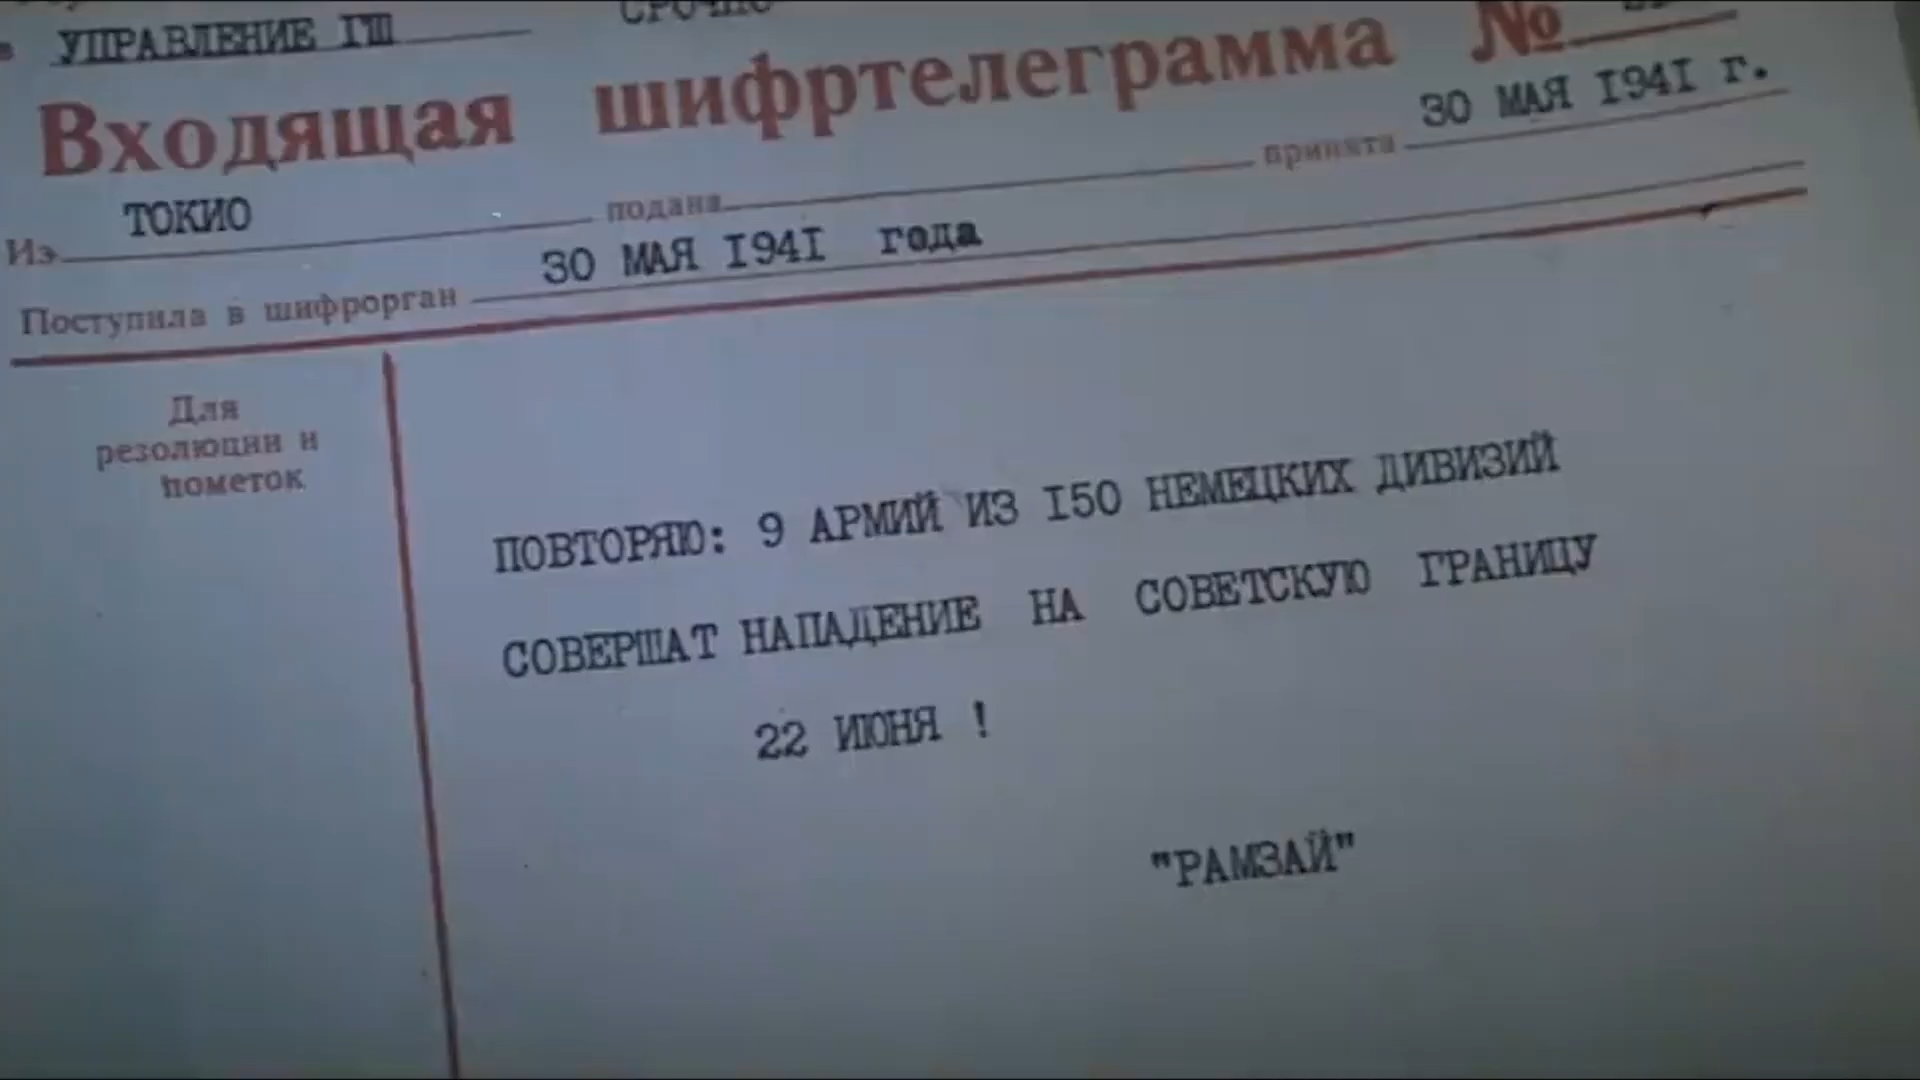 УПРАВЛЕНИЕ ГШ СРОЧНО
Входящая шифртелеграмма №
Из ТОКИО подана принята 30 МАЯ 1941 г.
Поступила в шифрорган 30 МАЯ 1941 года
Для
резолюции и
пометок
ПОВТОРЯЮ: 9 АРМИЙ ИЗ 150 НЕМЕЦКИХ ДИВИЗИЙ
СОВЕРШАТ НАПАДЕНИЕ НА СОВЕТСКУЮ ГРАНИЦУ
22 ИЮНЯ !
"РАМЗАЙ"